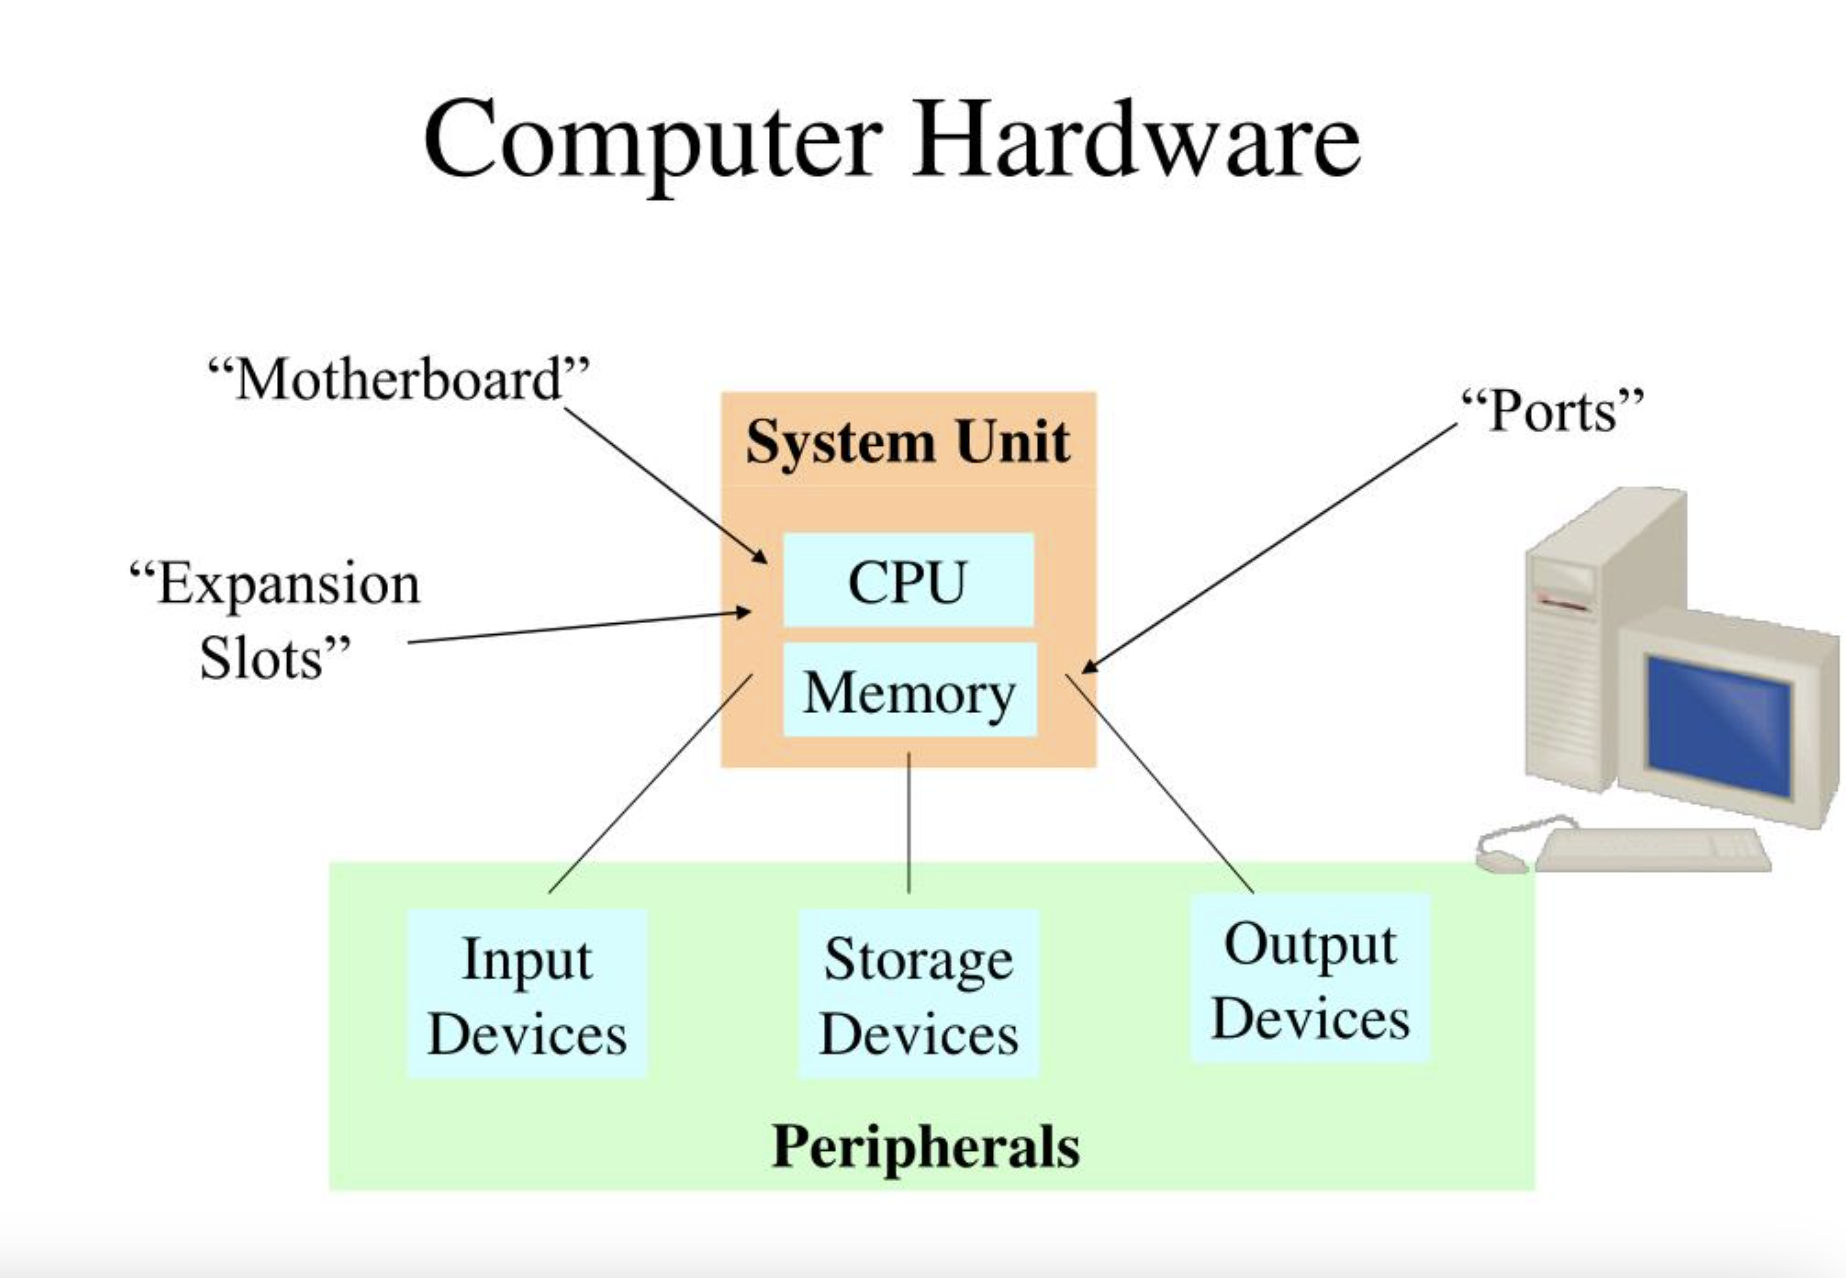 Computer Hardware
“Motherboard”
System Unit
“Ports”
“Expansion
Slots”
CPU
Memory
Input
Devices
Storage
Devices
Output
Devices
Peripherals